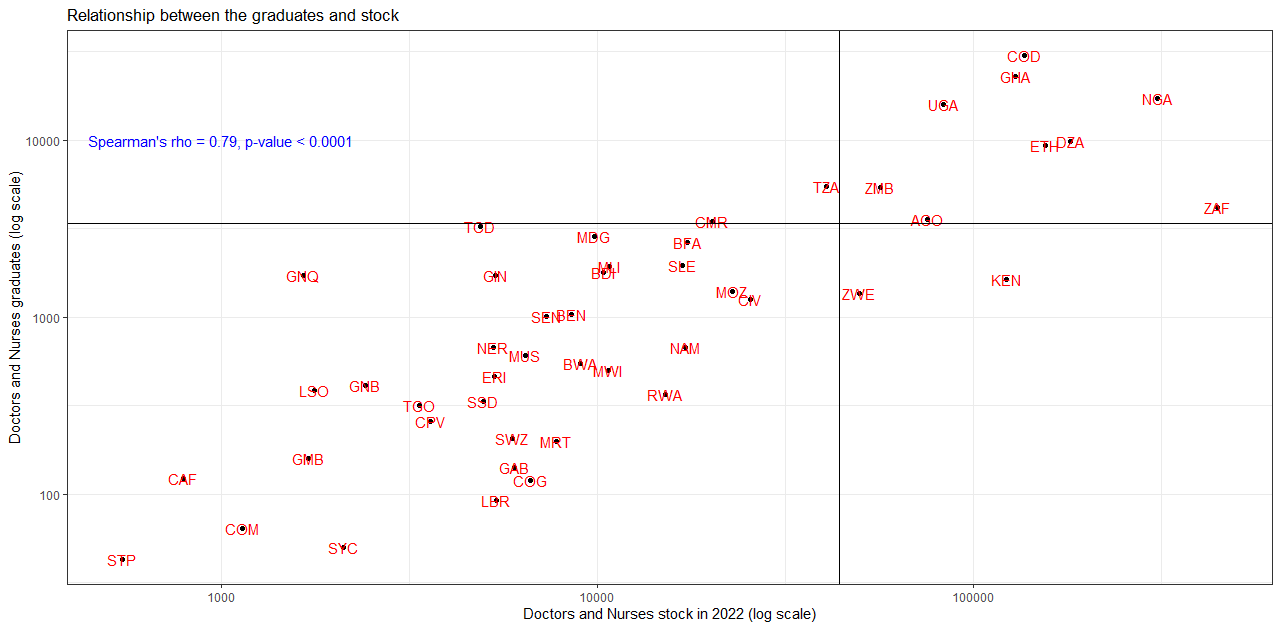 Relationship between the graduates and stock
COD
GHA
NGA
UGA
10000
Spearman's rho = 0.79, p-value < 0.0001
DZA
ETH
TZA
ZMB
ZAF
AGO
CMR
TCD
MDG
BFA
MLI
SLE
BDI
GNQ
GIN
KEN
MOZ
ZWE
CIV
1000
SEN
BEN
NER
NAM
MUS
BWA
MWI
ERI
GNB
LSO
RWA
SSD
TGO
CPV
SWZ
MRT
GMB
GAB
CAF
COG
100
LBR
COM
SYC
STP
1000
10000
100000
Doctors and Nurses stock in 2022 (log scale)
Doctors and Nurses graduates (log scale)